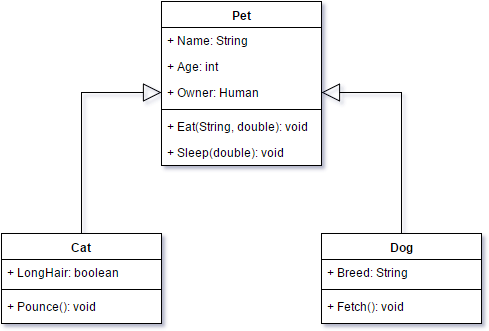 Pet
+ Name: String
+ Age: int
+ Owner: Human
+ Eat(String, double): void
+ Sleep(double): void
Cat
+ LongHair: boolean
+ Pounce(): void
Dog
+ Breed: String
+ Fetch(): void